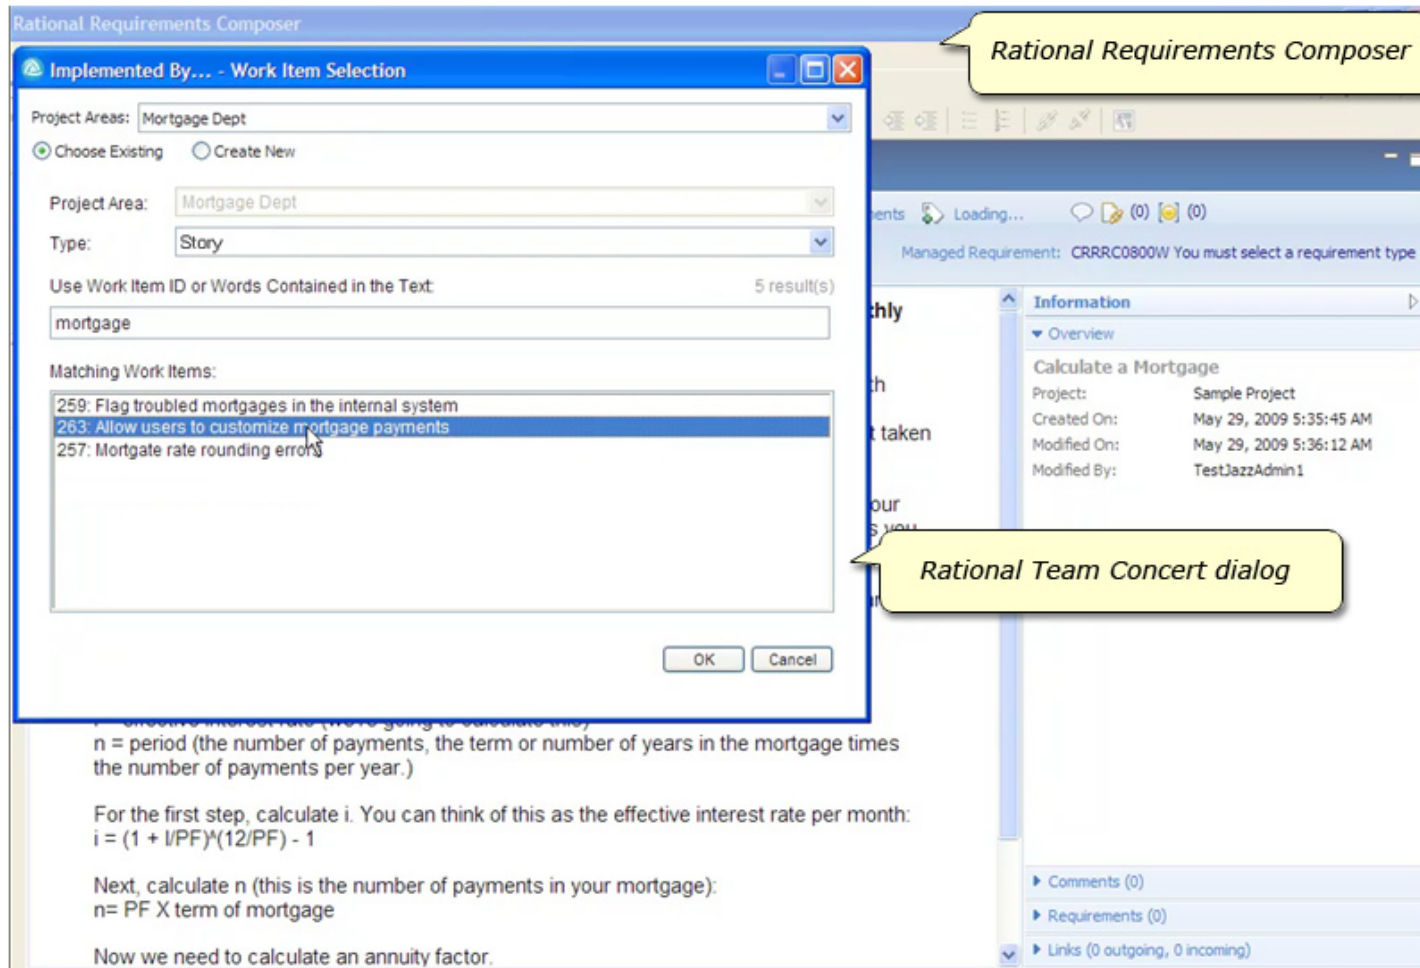 Rational Requirements Composer
Rational Requirements Composer
Implemented By... - Work Item Selection
Project Areas: Mortgage Dept
Choose Existing Create New
Project Area: Mortgage Dept
Type: Story
Use Work Item ID or Words Contained in the Text: 5 result(s)
mortgage
Matching Work Items:
259: Flag troubled mortgages in the internal system
263: Allow users to customize mortgage payments
257: Mortgate rate rounding errors
OK Cancel
ents Loading... (0) (0)
Managed Requirement: CRRRC0800W You must select a requirement type
thly
th
t taken
our
s you
Information
Overview
Calculate a Mortgage
Project: Sample Project
Created On: May 29, 2009 5:35:45 AM
Modified On: May 29, 2009 5:36:12 AM
Modified By: TestJazzAdmin1
Rational Team Concert dialog
n = period (the number of payments, the term or number of years in the mortgage times
the number of payments per year.)
For the first step, calculate i. You can think of this as the effective interest rate per month:
i = (1 + I/PF)^(12/PF) - 1
Next, calculate n (this is the number of payments in your mortgage):
n= PF X term of mortgage
Now we need to calculate an annuity factor.
Comments (0)
Requirements (0)
Links (0 outgoing, 0 incoming)